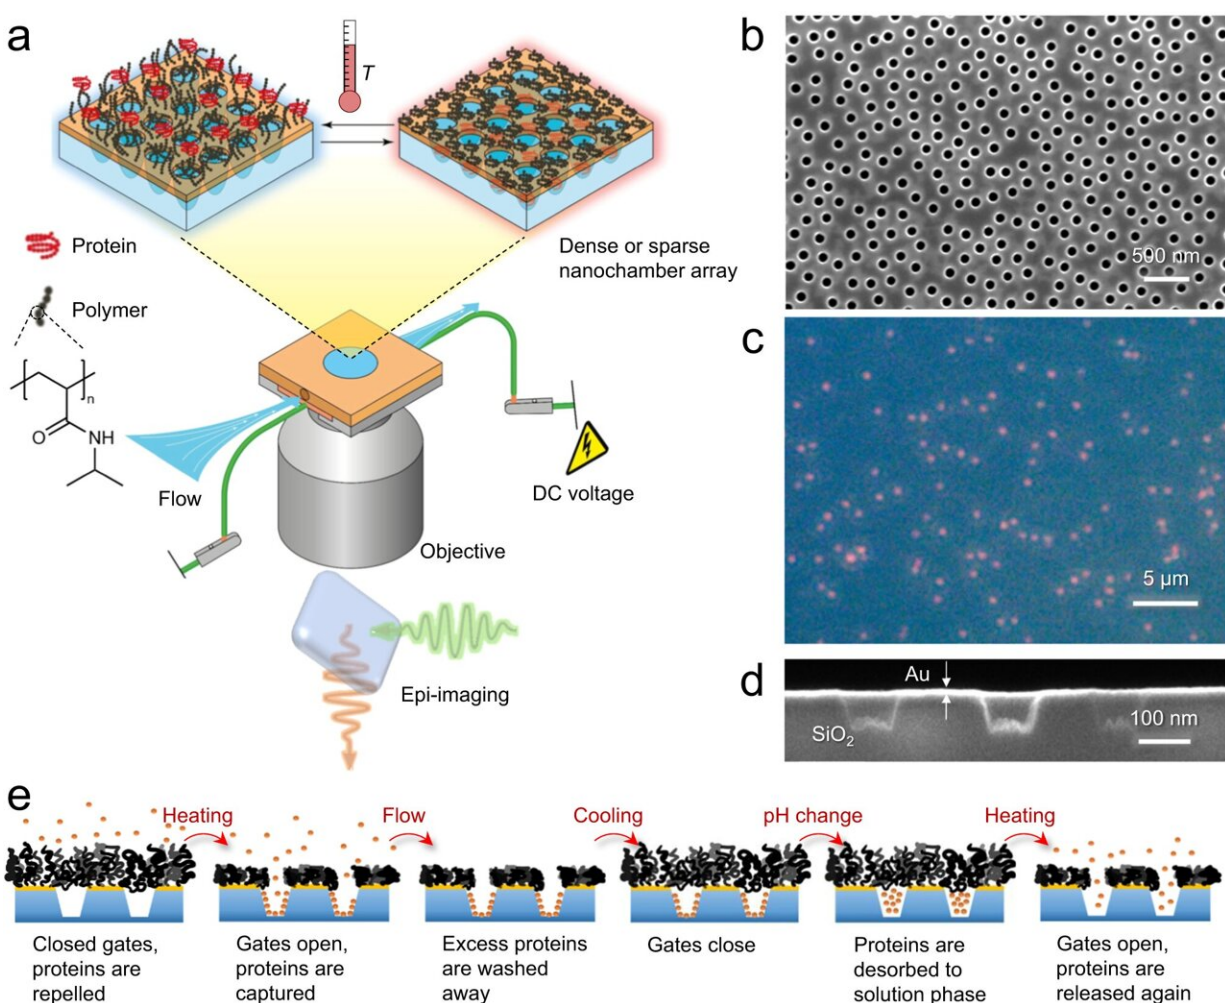 a
T
Protein
Dense or sparse
nanochamber array
Polymer
n
O
NH
Flow
DC voltage
Objective
Epi-imaging
b
500 nm
c
5 µm
d
Au
SiO₂
100 nm
e
Heating
Flow
Cooling
pH change
Heating
Closed gates,
proteins are
repelled
Gates open,
proteins are
captured
Excess proteins
are washed
away
Gates close
Proteins are
desorbed to
solution phase
Gates open,
proteins are
released again